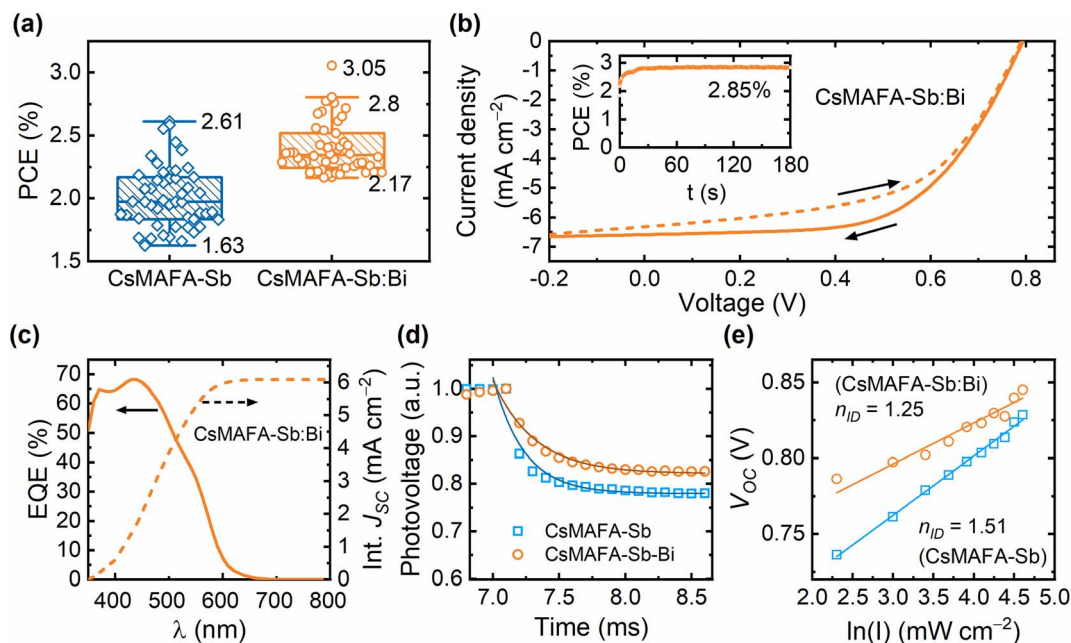 (a)
PCE (%)
3.0
2.5
2.0
1.5
2.61
1.63
3.05
2.8
2.17
CsMAFA-Sb
CsMAFA-Sb:Bi
(b)
Current density
(mA cm⁻²)
0
-1
-2
-3
-4
-5
-6
-7
PCE (%)
3
2
1
0
2.85%
0 60 120 180
t (s)
CsMAFA-Sb:Bi
-0.2 0.0 0.2 0.4 0.6 0.8
Voltage (V)
(c)
EQE (%)
70
60
50
40
30
20
10
0
CsMAFA-Sb:Bi
6
5
4
3
2
1
0
Int. J_SC (mA cm⁻²)
400 500 600 700 800
λ (nm)
(d)
Photovoltage (a.u.)
1.0
0.9
0.8
0.7
0.6
CsMAFA-Sb
CsMAFA-Sb-Bi
7.0 7.5 8.0 8.5
Time (ms)
(e)
V_OC (V)
0.85
0.80
0.75
(CsMAFA-Sb:Bi)
n_ID = 1.25
n_ID = 1.51
(CsMAFA-Sb)
2.0 2.5 3.0 3.5 4.0 4.5 5.0
ln(I) (mW cm⁻²)